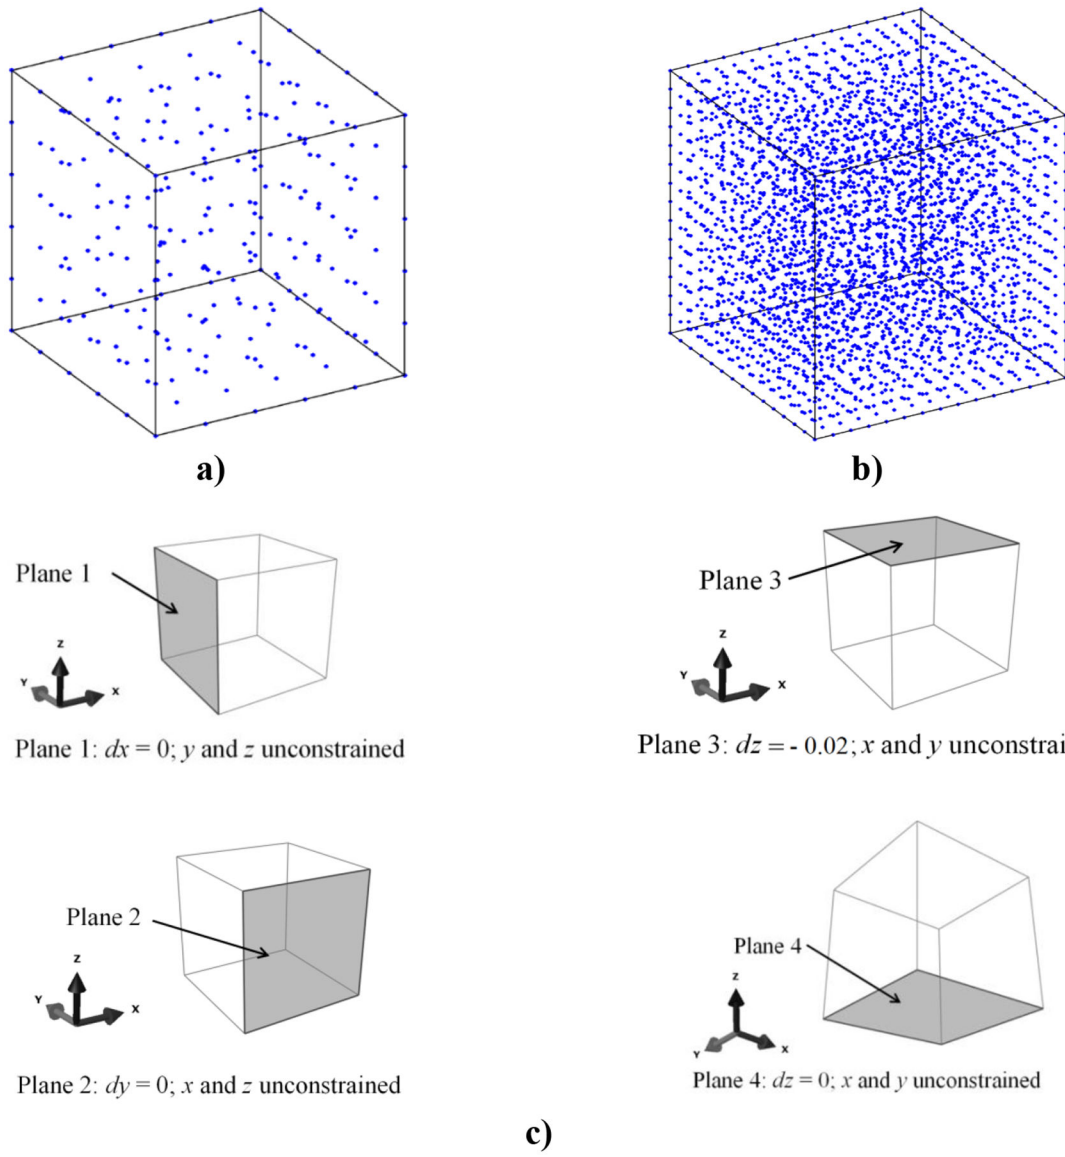 a)
b)
Plane 1
Z
Y
X
Plane 1: dx = 0; y and z unconstrained
Plane 3
Z
Y
X
Plane 3: dz = - 0.02; x and y unconstrai
Plane 2
Z
Y
X
Plane 2: dy = 0; x and z unconstrained
Plane 4
Z
Y
X
Plane 4: dz = 0; x and y unconstrained
c)